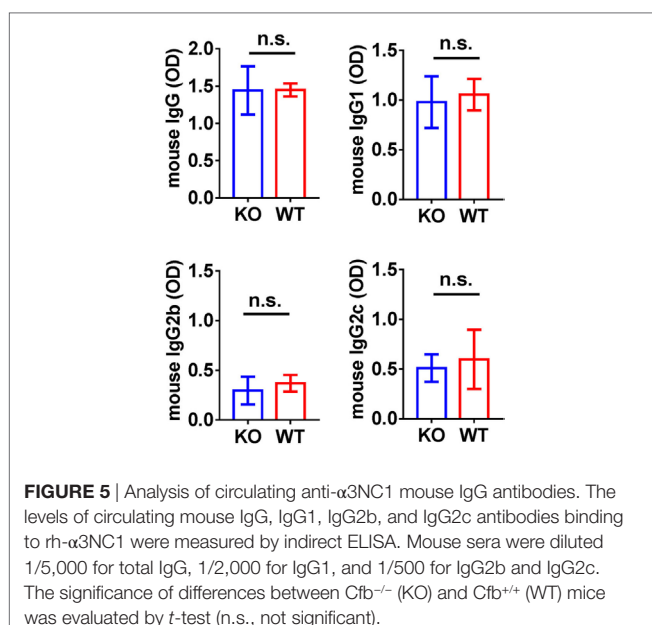 n.s.
mouse IgG (OD)
2.0
1.5
1.0
0.5
0.0
KO WT
n.s.
mouse IgG1 (OD)
1.5
1.0
0.5
0.0
KO WT
n.s.
mouse IgG2b (OD)
1.5
1.0
0.5
0.0
KO WT
n.s.
mouse IgG2c (OD)
1.5
1.0
0.5
0.0
KO WT
FIGURE 5 | Analysis of circulating anti-α3NC1 mouse IgG antibodies. The
levels of circulating mouse IgG, IgG1, IgG2b, and IgG2c antibodies binding
to rh-α3NC1 were measured by indirect ELISA. Mouse sera were diluted
1/5,000 for total IgG, 1/2,000 for IgG1, and 1/500 for IgG2b and IgG2c.
The significance of differences between Cfb⁻/⁻ (KO) and Cfb⁺/⁺ (WT) mice
was evaluated by t-test (n.s., not significant).